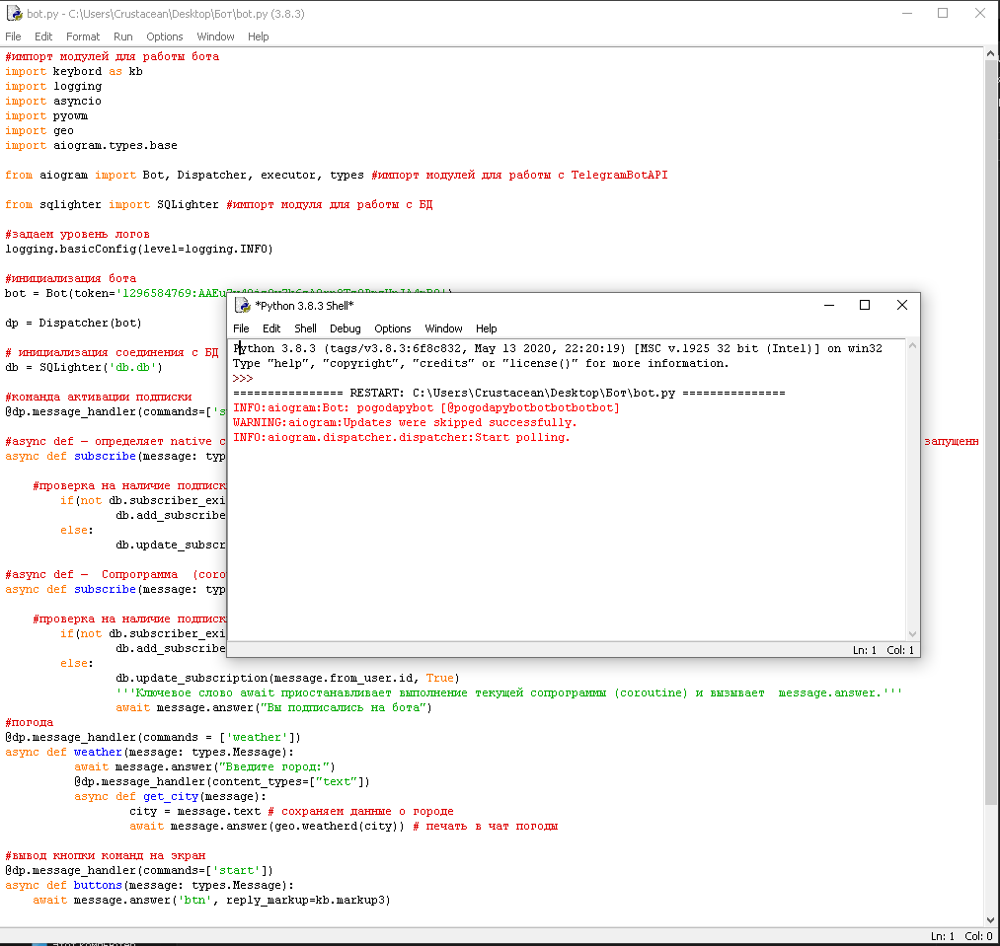 bot.py - C:\Users\Crustacean\Desktop\Бот\bot.py (3.8.3)
File Edit Format Run Options Window Help
#импорт модулей для работы бота
import keybord as kb
import logging
import asyncio
import pyowm
import geo
import aiogram.types.base
from aiogram import Bot, Dispatcher, executor, types #импорт модулей для работы с TelegramBotAPI
from sqlighter import SQLighter #импорт модуля для работы с БД
#задаем уровень логов
logging.basicConfig(level=logging.INFO)
#инициализация бота
bot = Bot(token='1296584769:
dp = Dispatcher(bot)
# инициализация соединения с БД
db = SQLighter('db.db')
#команда активации подписки
@dp.message_handler(commands=['s
#async def — определяет native c
запущенн
async def subscribe(message: typ
#проверка на наличие подписк
if(not db.subscriber_exi
db.add_subscribe
else:
db.update_subscr
#async def — Сопрограмма (coro
async def subscribe(message: typ
#проверка на наличие подписк
if(not db.subscriber_exi
db.add_subscribe
else:
db.update_subscription(message.from_user.id, True)
'''Ключевое слово await приостанавливает выполнение текущей сопрограммы (coroutine) и вызывает  message.answer.'''
await message.answer("Вы подписались на бота")
#погода
@dp.message_handler(commands = ['weather'])
async def weather(message: types.Message):
await message.answer("Введите город:")
@dp.message_handler(content_types=["text"])
async def get_city(message):
city = message.text # сохраняем данные о городе
await message.answer(geo.weatherd(city)) # печать в чат погоды
#вывод кнопки команд на экран
@dp.message_handler(commands=['start'])
async def buttons(message: types.Message):
await message.answer('btn', reply_markup=kb.markup3)
Ln: 1 Col: 0
*Python 3.8.3 Shell*
File Edit Shell Debug Options Window Help
Python 3.8.3 (tags/v3.8.3:6f8c832, May 13 2020, 22:20:19) [MSC v.1925 32 bit (Intel)] on win32
Type "help", "copyright", "credits" or "license()" for more information.
>>>
================ RESTART: C:\Users\Crustacean\Desktop\Бот\bot.py ===============
INFO:aiogram:Bot: pogodapybot [@pogodapybotbotbotbotbot]
WARNING:aiogram:Updates were skipped successfully.
INFO:aiogram.dispatcher.dispatcher:Start polling.
Ln: 1 Col: 1